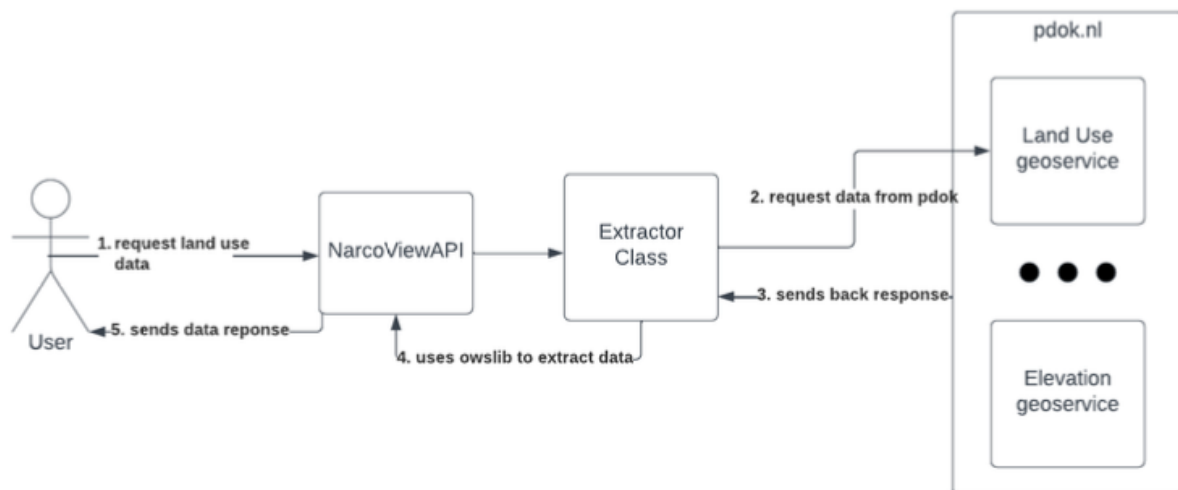 pdok.nl
Land Use
geoservice
2. request data from pdok
Extractor
Class
NarcoViewAPI
1. request land use
data
3. sends back response
5. sends data reponse
User
4. uses owslib to extract data
Elevation
geoservice